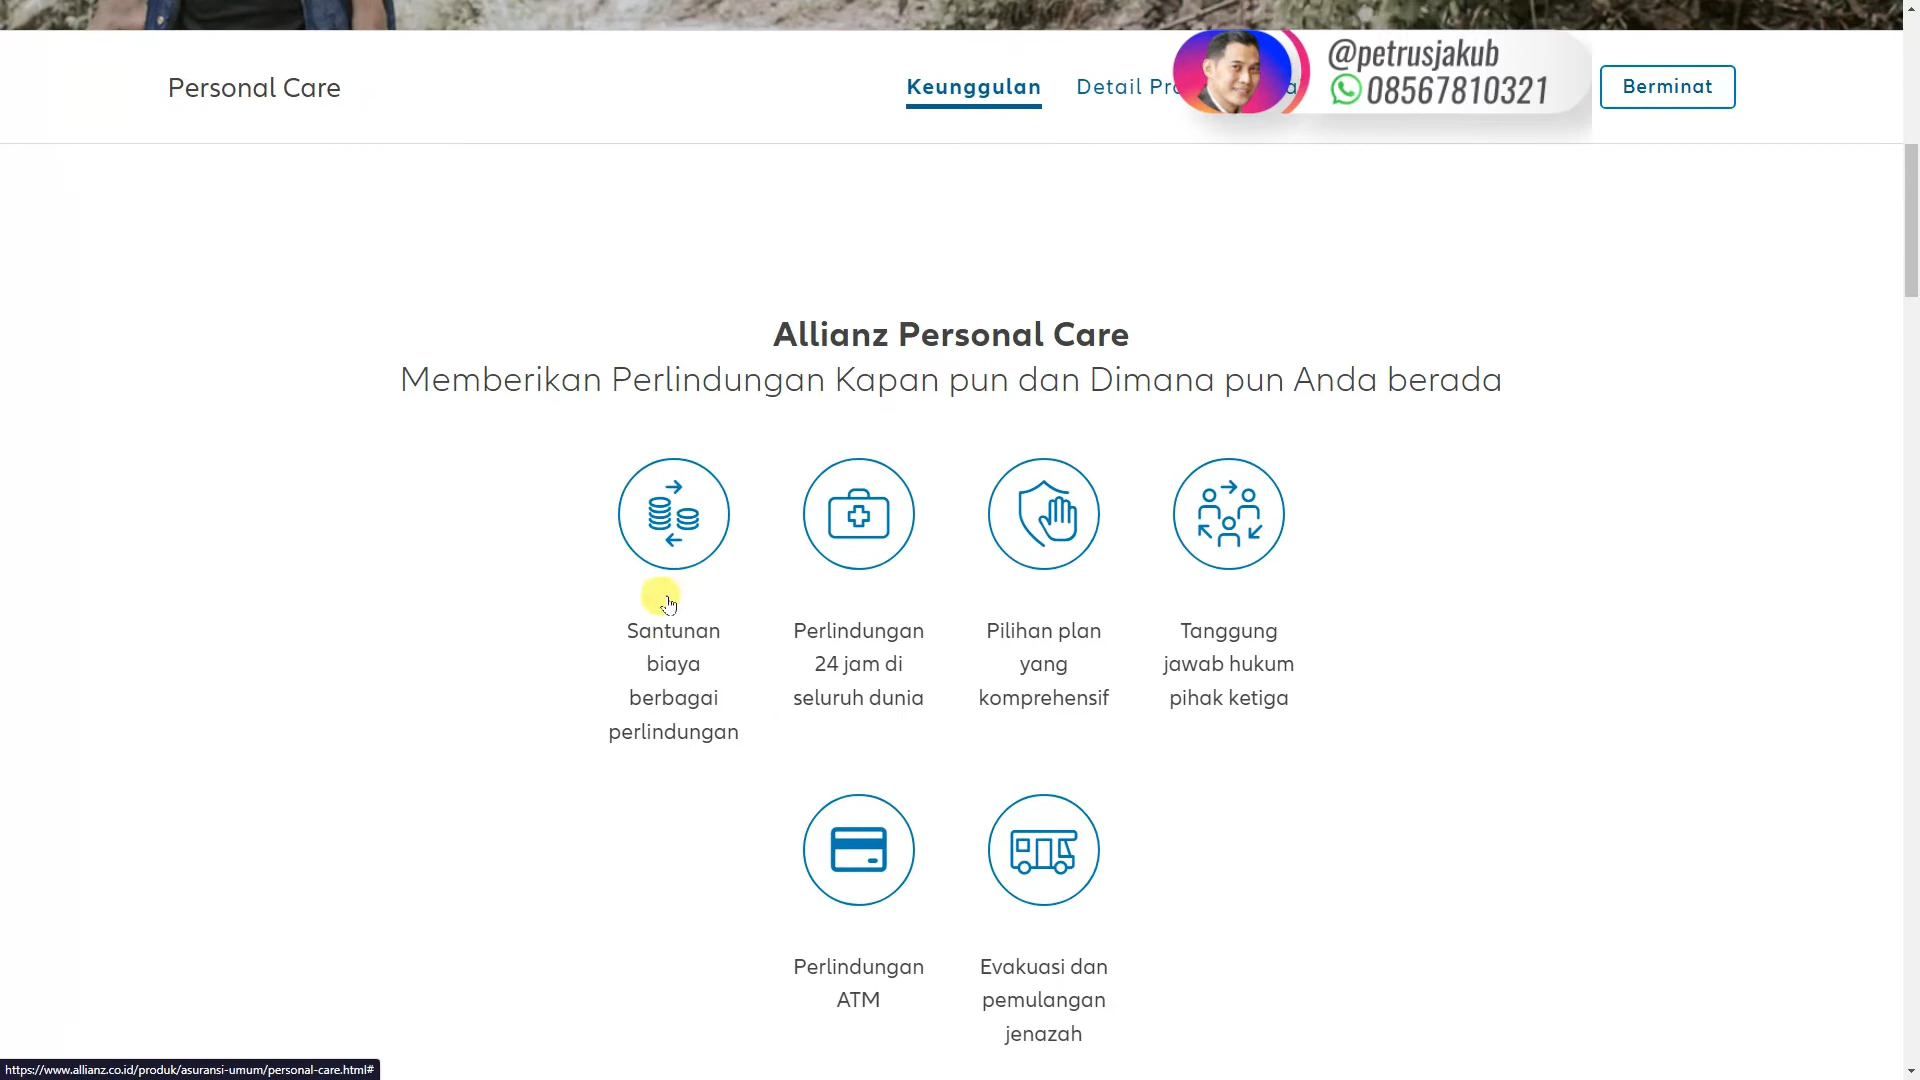 Personal Care
Keunggulan
Detail
@petrusjakub
08567810321
Berminat
Allianz Personal Care
Memberikan Perlindungan Kapan pun dan Dimana pun Anda berada
Santunan
biaya
berbagai
perlindungan
Perlindungan
24 jam di
seluruh dunia
Pilihan plan
yang
komprehensif
Tanggung
jawab hukum
pihak ketiga
Perlindungan
ATM
Evakuasi dan
pemulangan
jenazah
https://www.allianz.co.id/produk/asuransi-umum/personal-care.html#